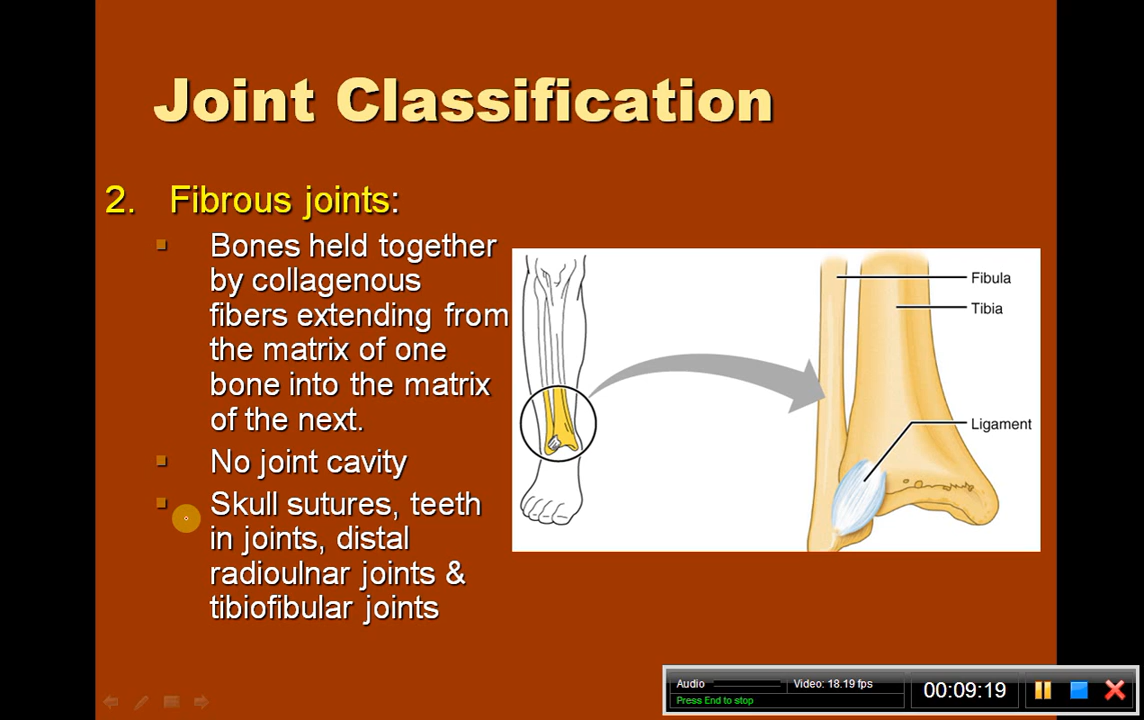 Joint Classification
2. Fibrous joints:
Bones held together
by collagenous
fibers extending from
the matrix of one
bone into the matrix
of the next.
No joint cavity
Skull sutures, teeth
in joints, distal
radioulnar joints &
tibiofibular joints
Fibula
Tibia
Ligament
Audio
Video: 18.19 fps
Press End to stop
00:09:19